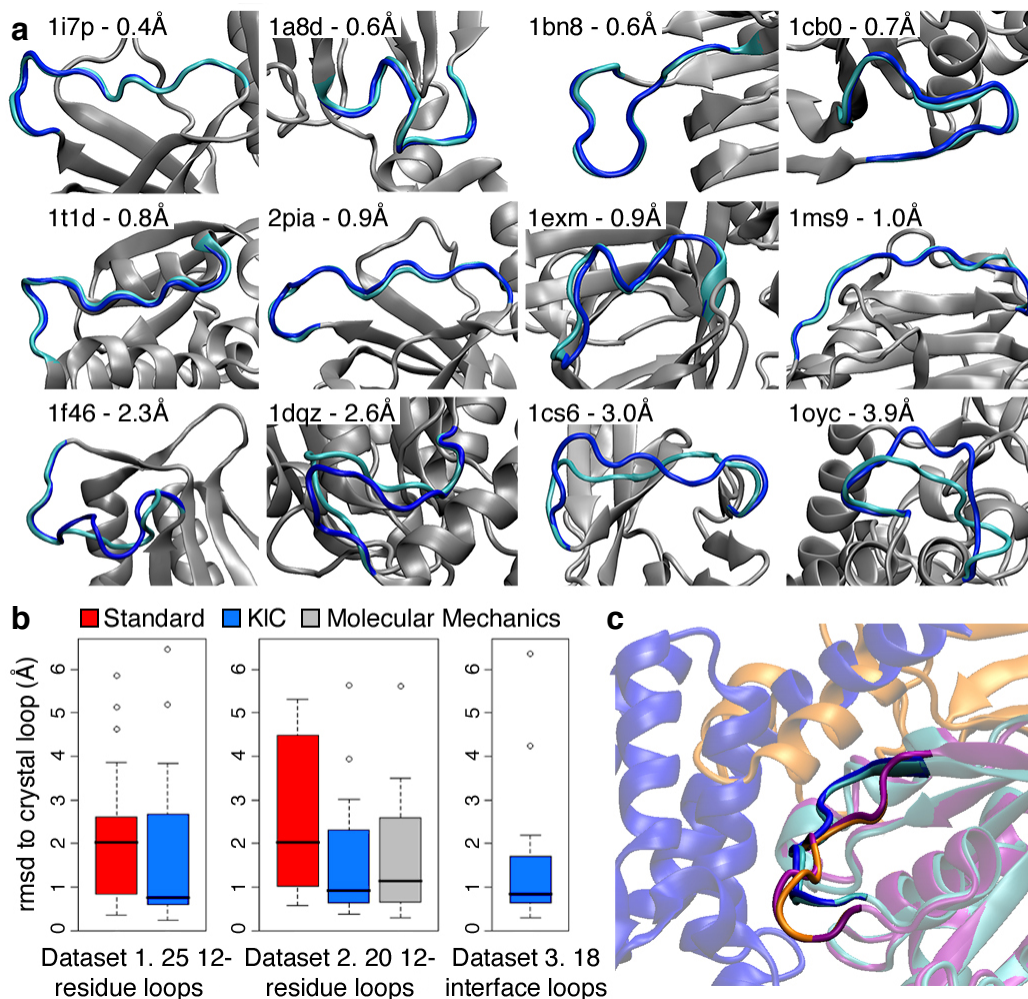 a
1i7p - 0.4Å 1a8d - 0.6Å 1bn8 - 0.6Å 1cb0 - 0.7Å
1t1d - 0.8Å 2pia - 0.9Å 1exm - 0.9Å 1ms9 - 1.0Å
1f46 - 2.3Å 1dqz - 2.6Å 1cs6 - 3.0Å 1oyc - 3.9Å
b
Standard KIC Molecular Mechanics
rmsd to crystal loop (Å)
0 1 2 3 4 5 6
0 1 2 3 4 5 6
0 1 2 3 4 5 6
Dataset 1. 25 12-
residue loops
Dataset 2. 20 12-
residue loops
Dataset 3. 18
interface loops
c